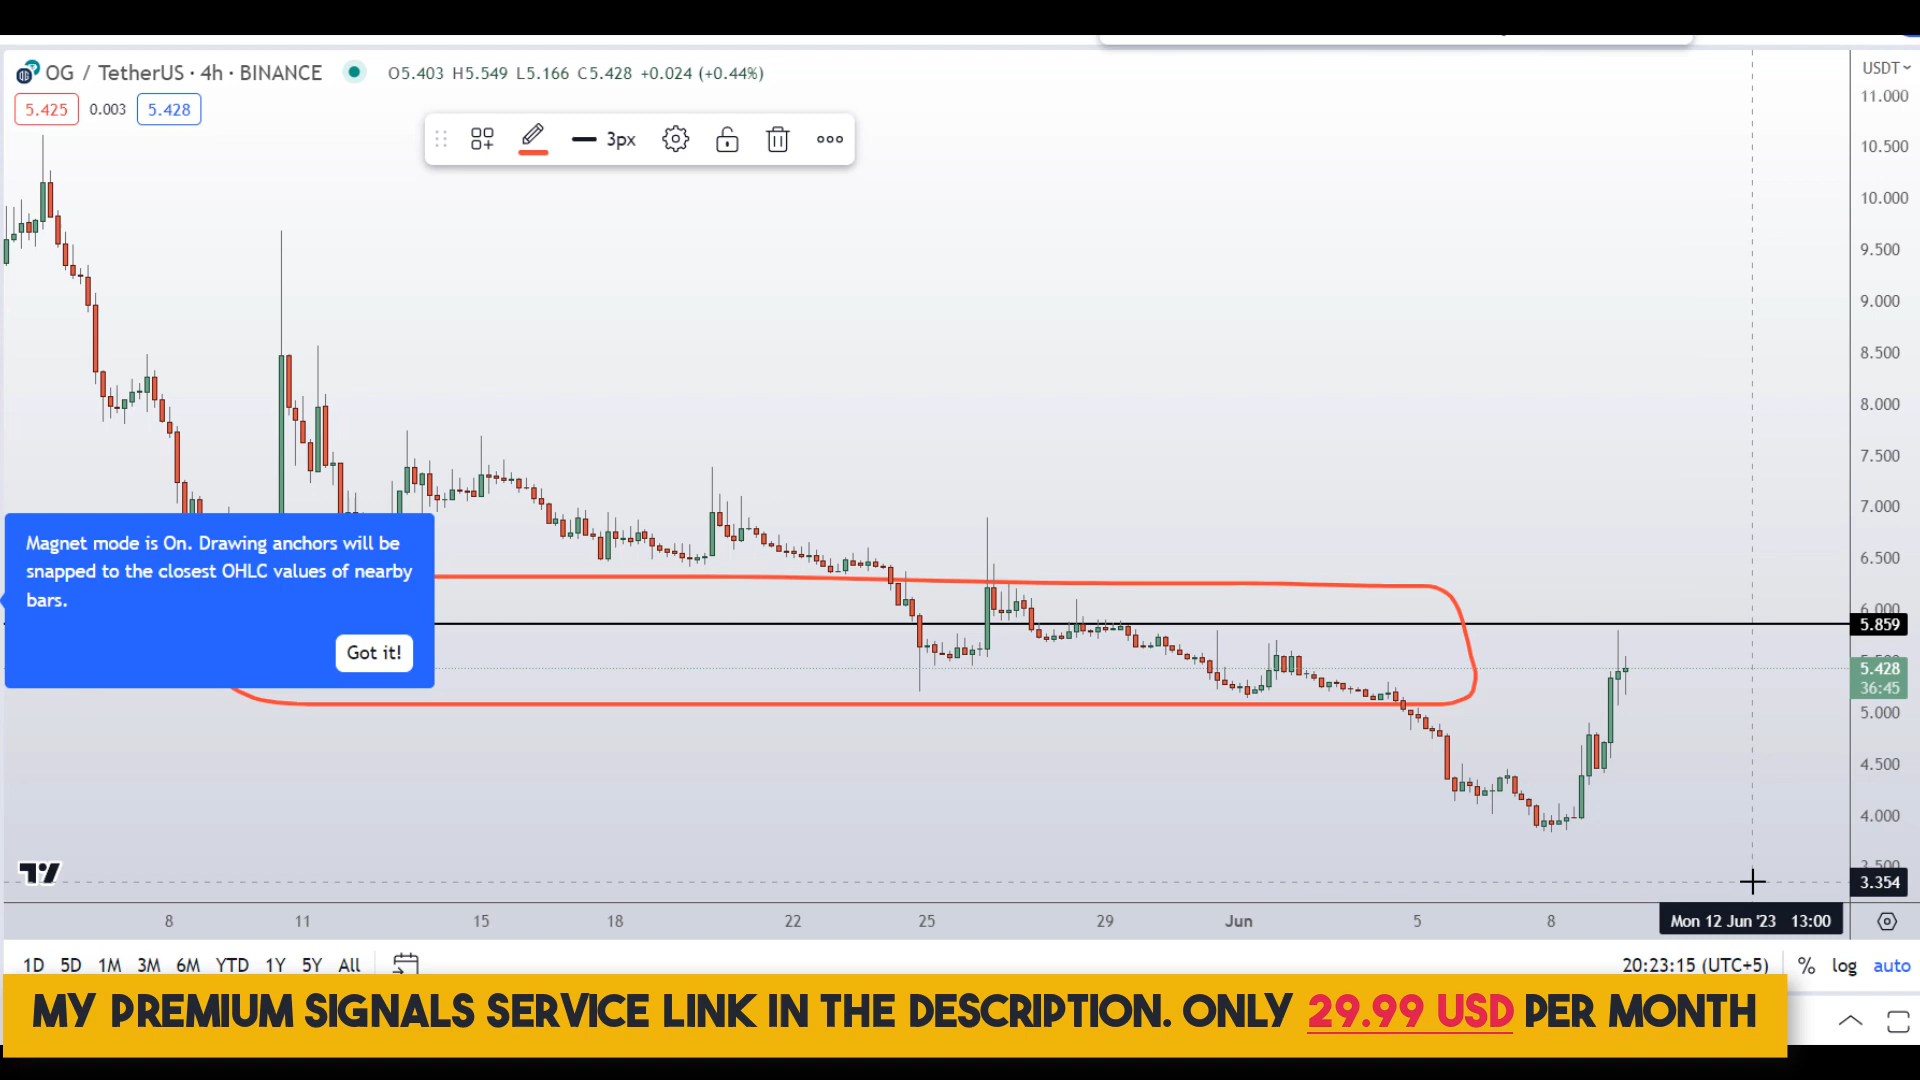 OG / TetherUS · 4h · BINANCE O5.403 H5.549 L5.166 C5.428 +0.024 (+0.44%)
USDT
5.425 0.003 5.428
3px
11.000
10.500
10.000
9.500
9.000
8.500
8.000
7.500
7.000
6.500
6.000
5.859
5.428
36:45
5.000
4.500
4.000
3.500
3.354
Magnet mode is On. Drawing anchors will be
snapped to the closest OHLC values of nearby
bars.
Got it!
8 11 15 18 22 25 29 Jun 5 8 Mon 12 Jun '23 13:00
1D 5D 1M 3M 6M YTD 1Y 5Y All 20:23:15 (UTC+5) % log auto
MY PREMIUM SIGNALS SERVICE LINK IN THE DESCRIPTION. ONLY 29.99 USD PER MONTH